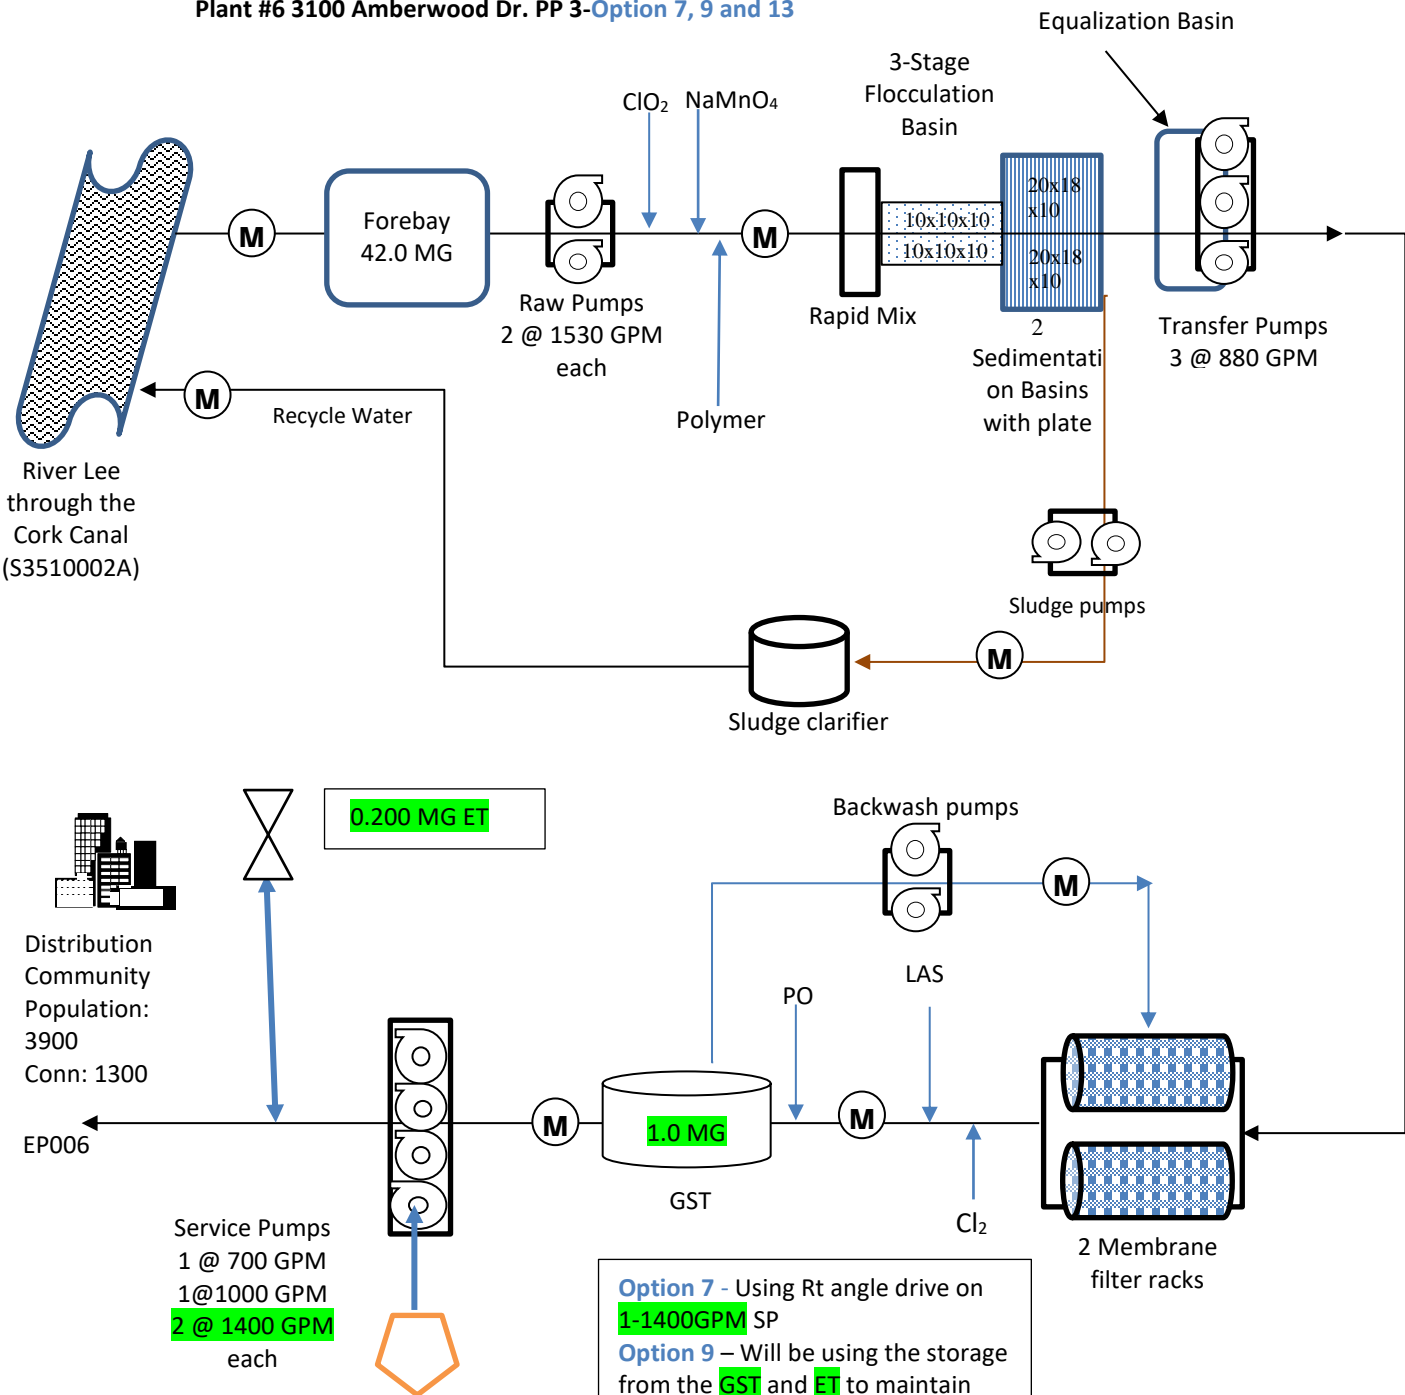 Plant #6 3100 Amberwood Dr. PP 3-Option 7, 9 and 13
Equalization Basin
3-Stage
Flocculation
Basin
ClO₂
NaMnO₄
M
Forebay
42.0 MG
M
10x10x10
10x10x10
20x18
x10
20x18
x10
Raw Pumps
2 @ 1530 GPM
each
Rapid Mix
2
Sedimentati
on Basins
with plate
Transfer Pumps
3 @ 880 GPM
M
Recycle Water
Polymer
River Lee
through the
Cork Canal
(S3510002A)
Sludge pumps
M
Sludge clarifier
0.200 MG ET
Backwash pumps
M
Distribution
Community
Population:
3900
Conn: 1300
LAS
PO
EP006
M
1.0 MG
M
GST
Cl₂
2 Membrane
filter racks
Service Pumps
1 @ 700 GPM
1@1000 GPM
2 @ 1400 GPM
each
Option 7 - Using Rt angle drive on
1-1400GPM SP
Option 9 – Will be using the storage
from the GST and ET to maintain